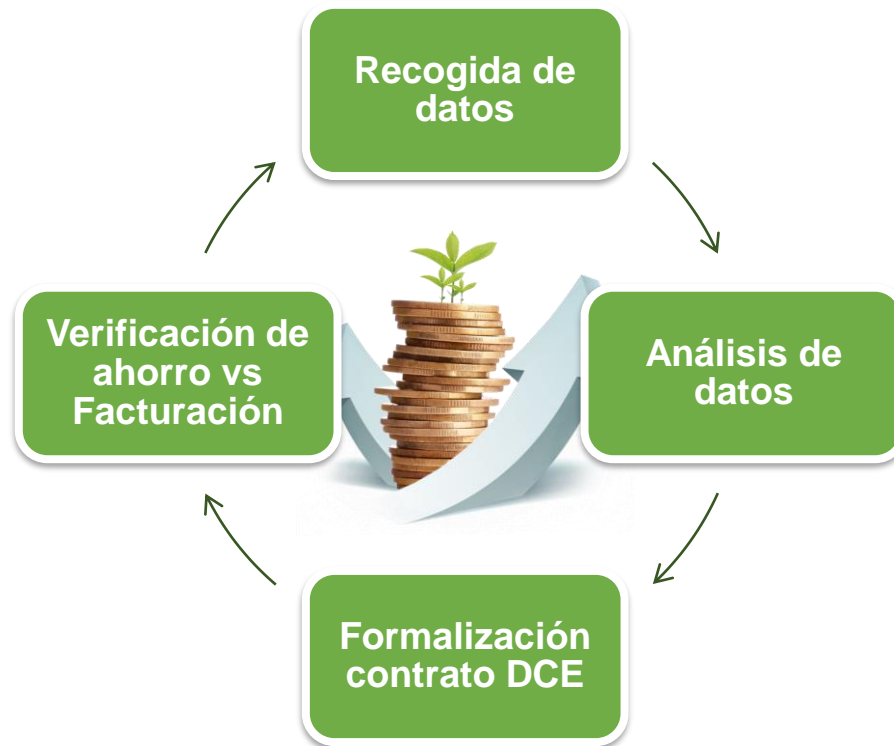 Recogida de
datos
Análisis de
datos
Formalización
contrato DCE
Verificación de
ahorro vs
Facturación